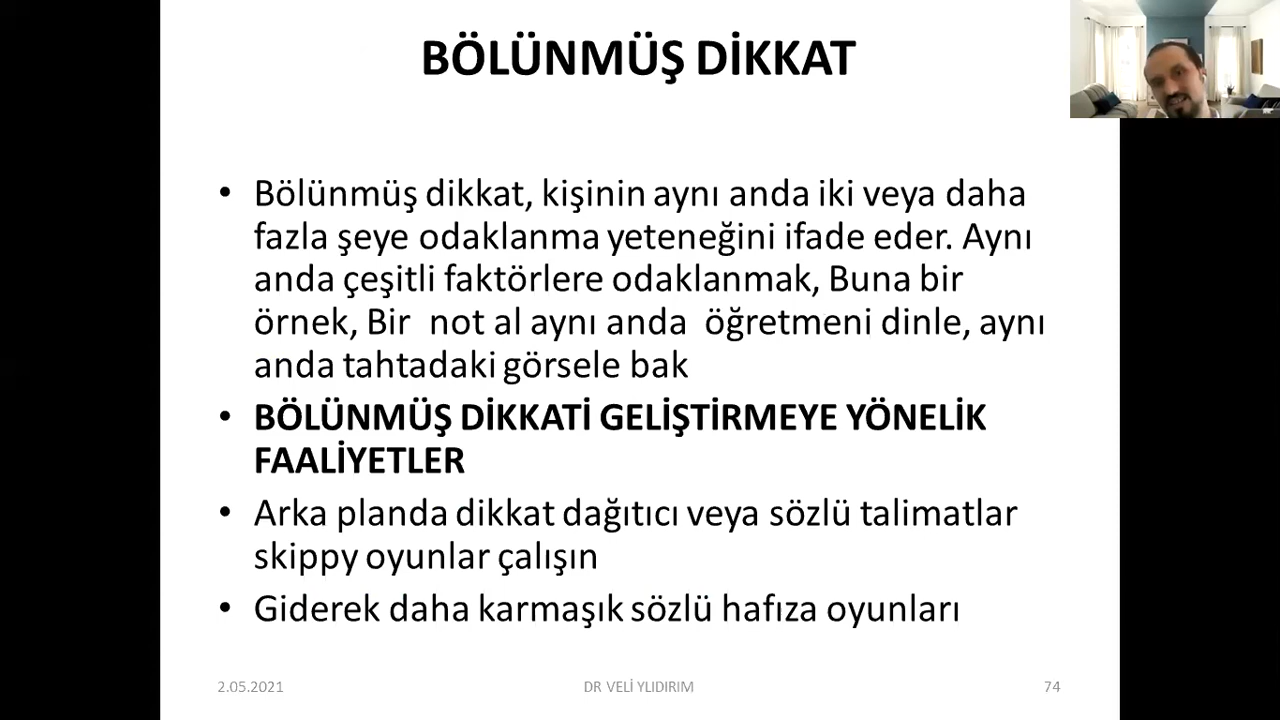 BÖLÜNMÜŞ DİKKAT
• Bölünmüş dikkat, kişinin aynı anda iki veya daha
fazla şeye odaklanma yeteneğini ifade eder. Aynı
anda çeşitli faktörlere odaklanmak, Buna bir
örnek, Bir not al aynı anda öğretmeni dinle, aynı
anda tahtadaki görsele bak
• BÖLÜNMÜŞ DİKKATİ GELİŞTİRMEYE YÖNELİK
FAALİYETLER
• Arka planda dikkat dağıtıcı veya sözlü talimatlar
skippy oyunlar çalışın
• Giderek daha karmaşık sözlü hafıza oyunları
2.05.2021
DR VELİ YLIDIRIM
74